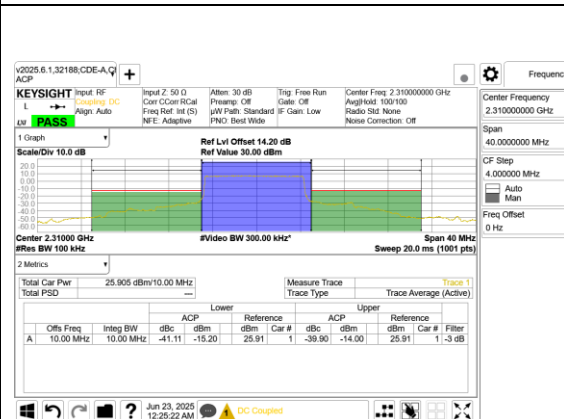 v2025.6.1,32188;CDE-A,C
ACP
Frequenc
KEYSIGHT Input: RF Input Z: 50 Ω Atten: 30 dB Trig: Free Run Center Freq: 2.310000000 GHz
L Coupling: DC Corr CCorr RCal Preamp: Off Gate: Off Avg|Hold: 100/100
Align: Auto Freq Ref: Int (S) µW Path: Standard IF Gain: Low Radio Std: None
PASS NFE: Adaptive PNO: Best Wide Noise Correction: Off
Center Frequency
2.310000000 GHz
Span
40.0000000 MHz
CF Step
4.000000 MHz
Auto
Man
Freq Offset
0 Hz
1 Graph
Ref Lvl Offset 14.20 dB
Scale/Div 10.0 dB Ref Value 30.00 dBm
20.0
10.0
0.00
-10.0
-20.0
-30.0
-40.0
-50.0
-60.0
Center 2.31000 GHz #Video BW 300.00 kHz* Span 40 MHz
#Res BW 100 kHz Sweep 20.0 ms (1001 pts)
2 Metrics
Total Car Pwr 25.905 dBm/10.00 MHz Measure Trace Trace 1
Total PSD — Trace Type Trace Average (Active)
Lower Upper
ACP Reference ACP Reference
Offs Freq Integ BW dBc dBm dBm Car # dBc dBm dBm Car # Filter
A 10.00 MHz 10.00 MHz -41.11 -15.20 25.91 1 -39.90 -14.00 25.91 1 -3 dB
? Jun 23, 2025
12:25:22 AM
DC Coupled